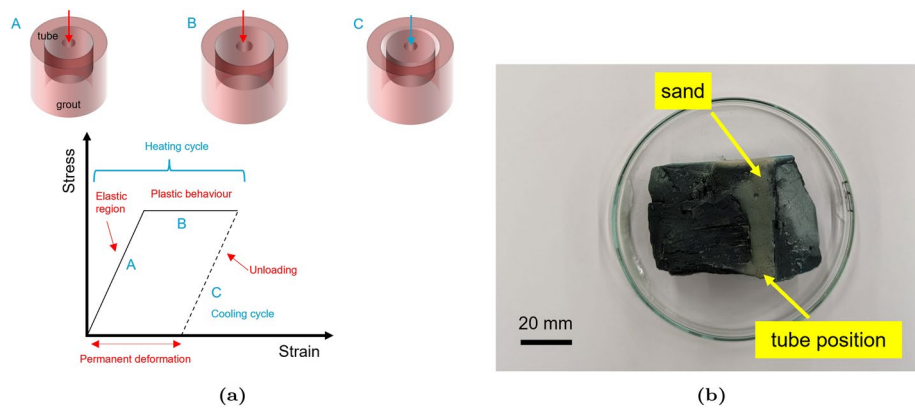 A
B
C
tube
grout
Heating cycle
Stress
Elastic
region
Plastic behaviour
A
B
Unloading
C
Cooling cycle
Strain
Permanent deformation
(a)
sand
20 mm
tube position
(b)